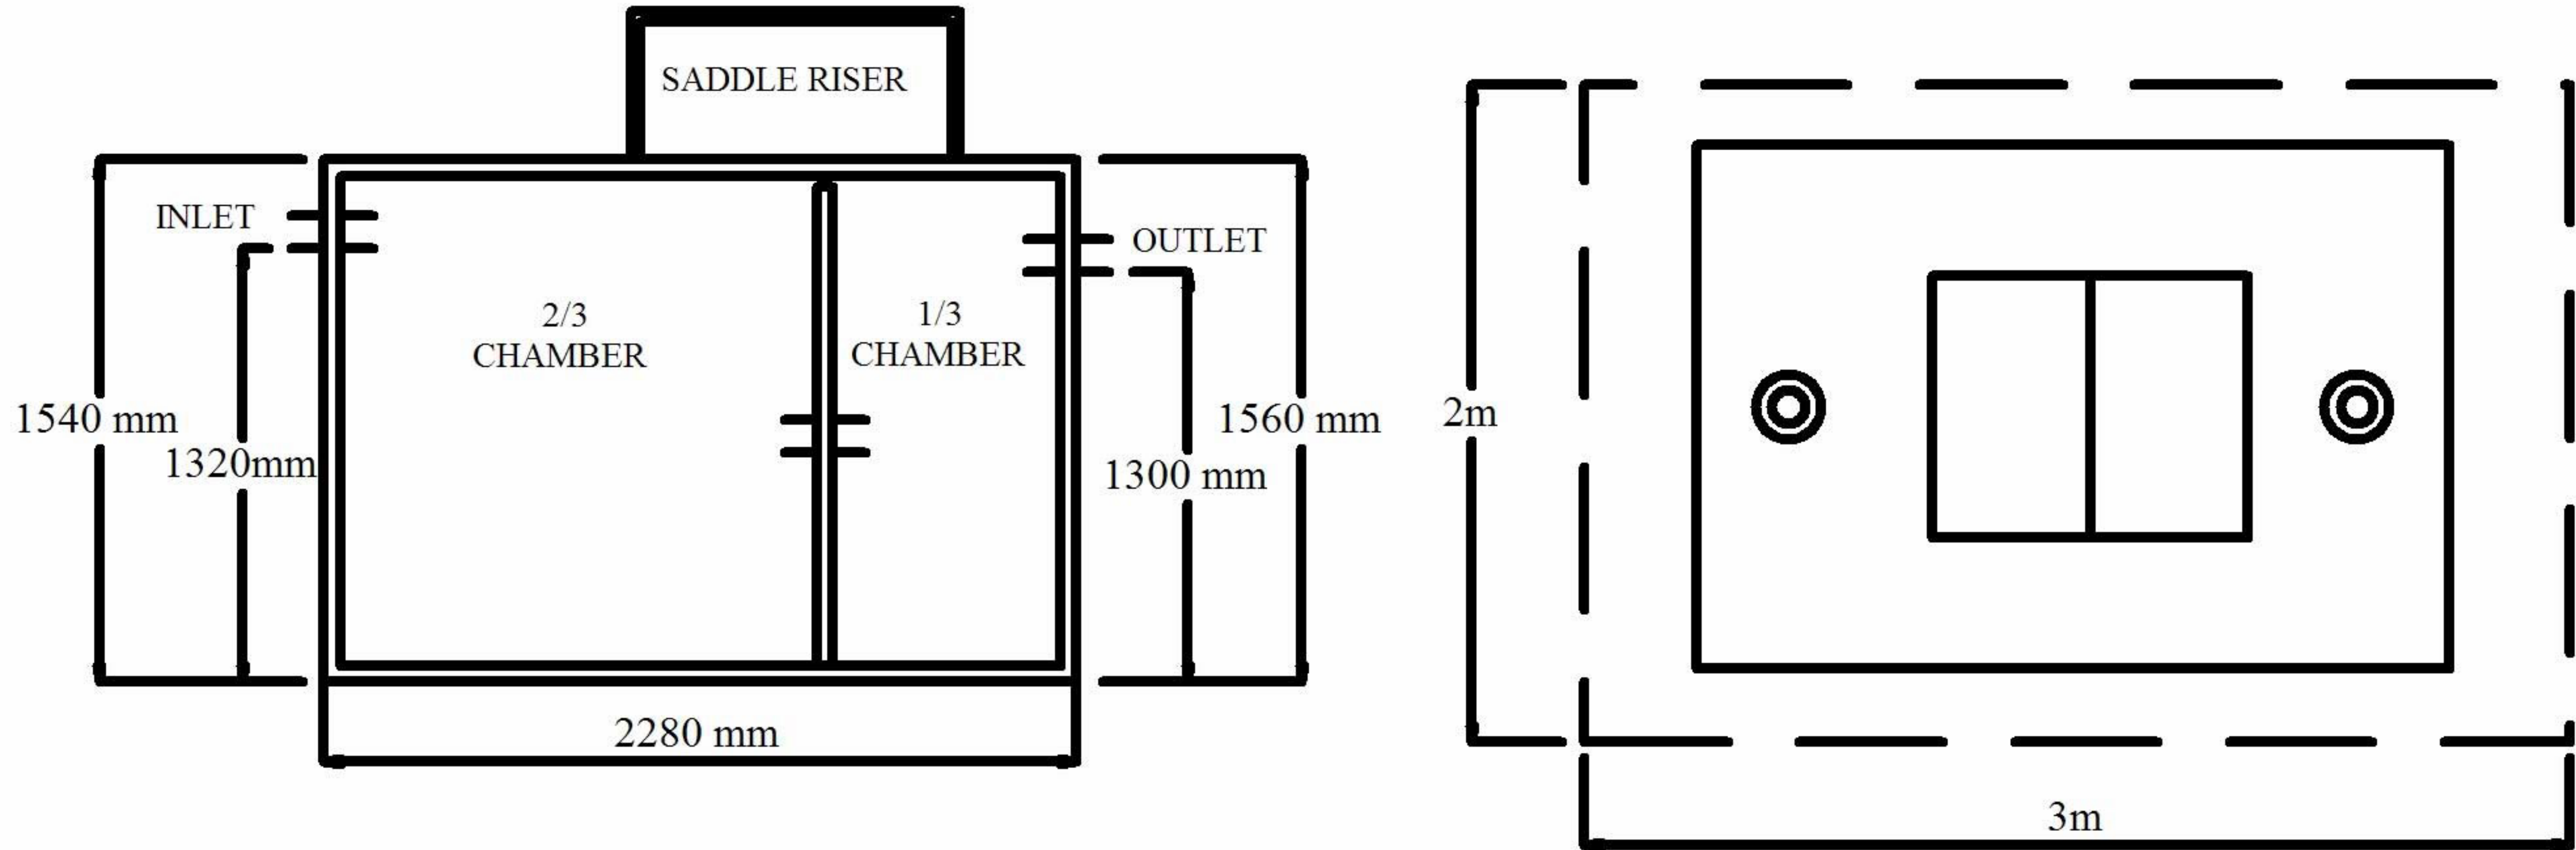 SADDLE RISER
INLET
OUTLET
2/3
CHAMBER
1/3
CHAMBER
1540 mm
1320mm
1300 mm
1560 mm
2280 mm
2m
3m